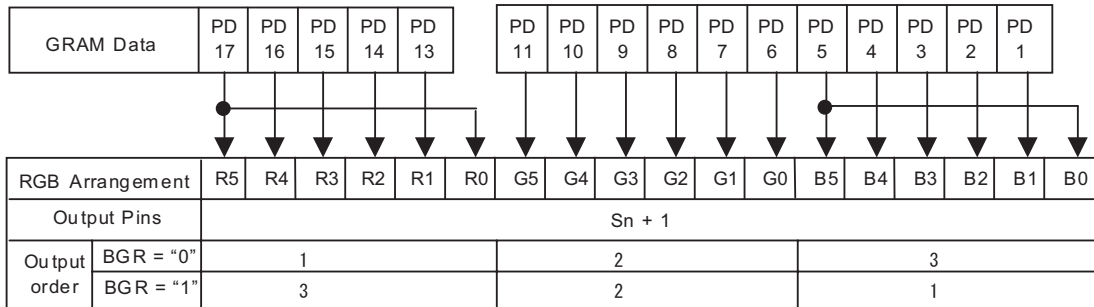 GRAM Data PD 17 PD 16 PD 15 PD 14 PD 13 PD 11 PD 10 PD 9 PD 8 PD 7 PD 6 PD 5 PD 4 PD 3 PD 2 PD 1
RGB Arrangement R5 R4 R3 R2 R1 R0 G5 G4 G3 G2 G1 G0 B5 B4 B3 B2 B1 B0
Output Pins Sn + 1
Output order BGR = “0” 1 2 3
BGR = “1” 3 2 1